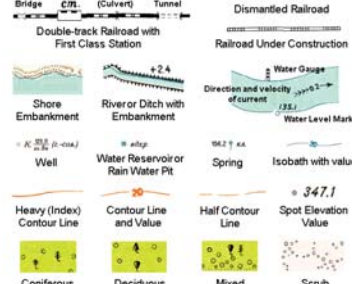 Bridge cm. (Culvert) Tunnel
Dismantled Railroad
Double-track Railroad with
First Class Station
Railroad Under Construction
+2.4
Water Gauge
Direction and velocity
of current
0.2
Water Level Mark
Shore
Embankment
River or Ditch with
Embankment
Well
Water Reservoir or
Rain Water Pit
Spring
Isobath with value
20
347.1
Heavy (Index)
Contour Line
Contour Line
and Value
Half Contour
Line
Spot Elevation
Value
Coniferous
Deciduous
Mixed
Scrub